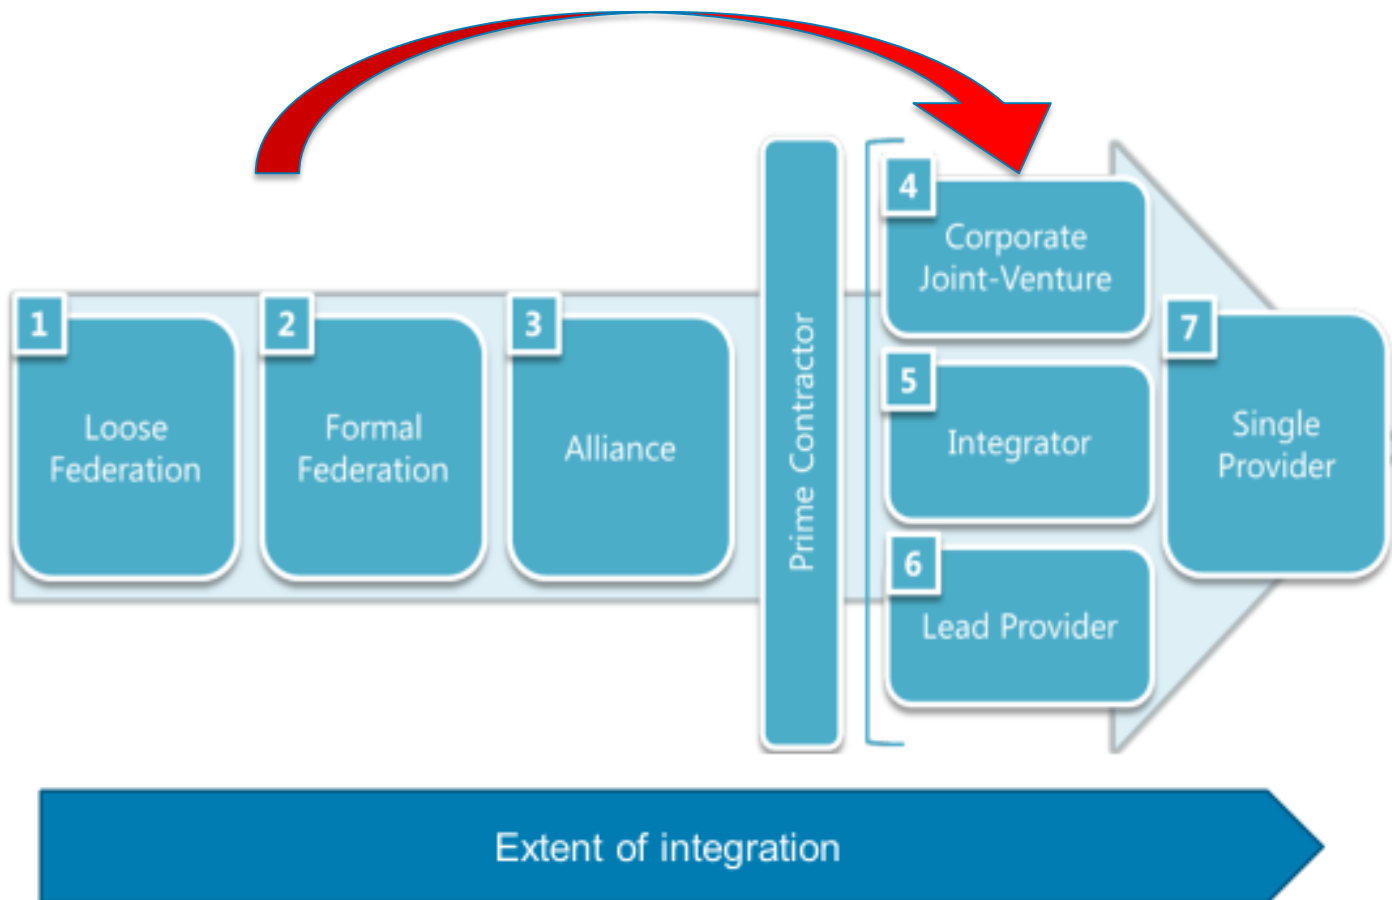 1
Loose
Federation
2
Formal
Federation
3
Alliance
Prime Contractor
4
Corporate
Joint-Venture
5
Integrator
6
Lead Provider
7
Single
Provider
Extent of integration